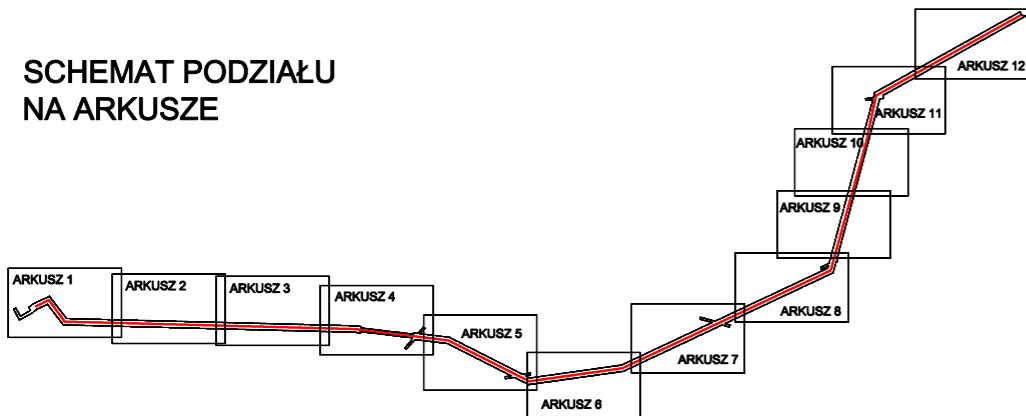 SCHEMAT PODZIAŁU
NA ARKUSZE
ARKUSZ 1
ARKUSZ 2
ARKUSZ 3
ARKUSZ 4
ARKUSZ 5
ARKUSZ 6
ARKUSZ 7
ARKUSZ 8
ARKUSZ 9
ARKUSZ 10
ARKUSZ 11
ARKUSZ 12